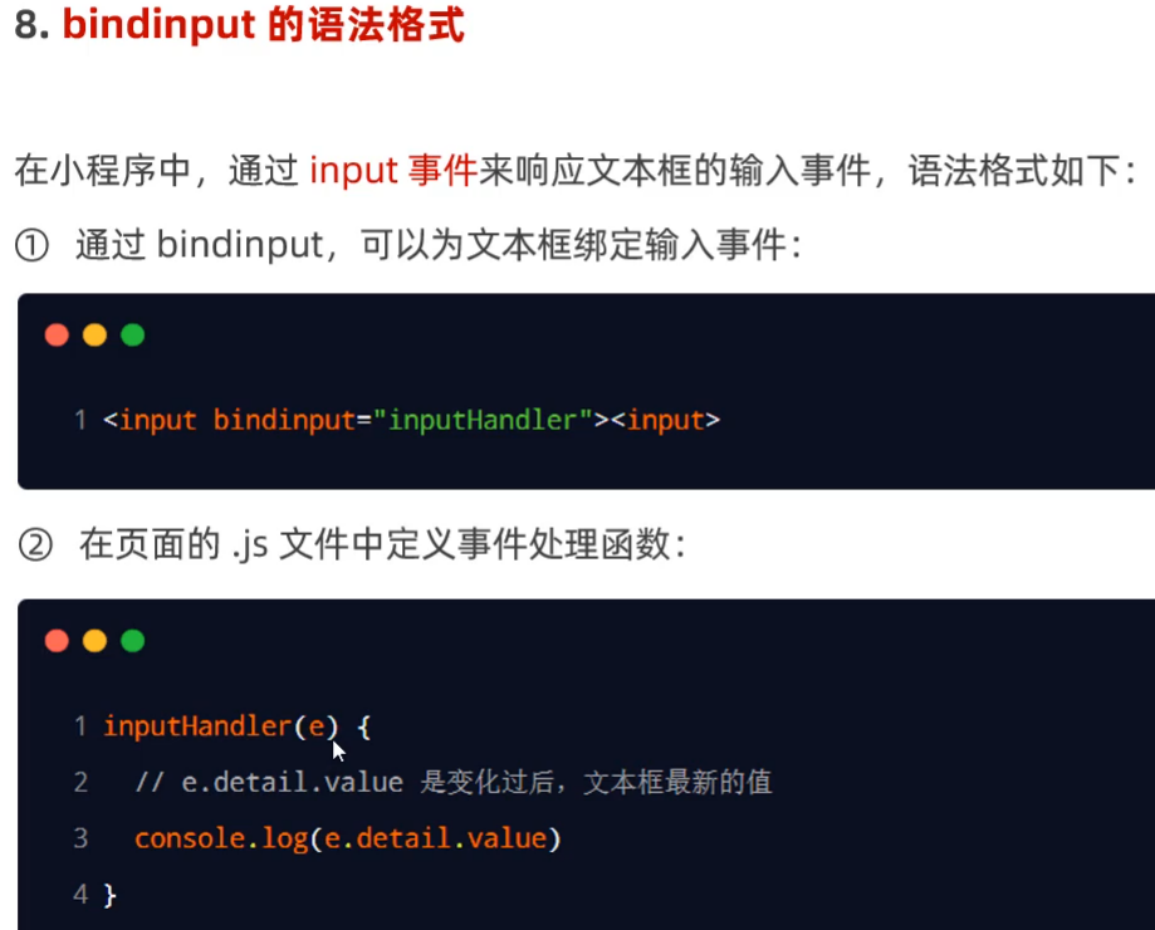 8. bindinput 的语法格式
在小程序中，通过 input 事件来响应文本框的输入事件，语法格式如下：
① 通过 bindinput，可以为文本框绑定输入事件：
1 <input bindinput="inputHandler"><input>
② 在页面的 .js 文件中定义事件处理函数：
1 inputHandler(e) {
2   // e.detail.value 是变化过后，文本框最新的值
3   console.log(e.detail.value)
4 }